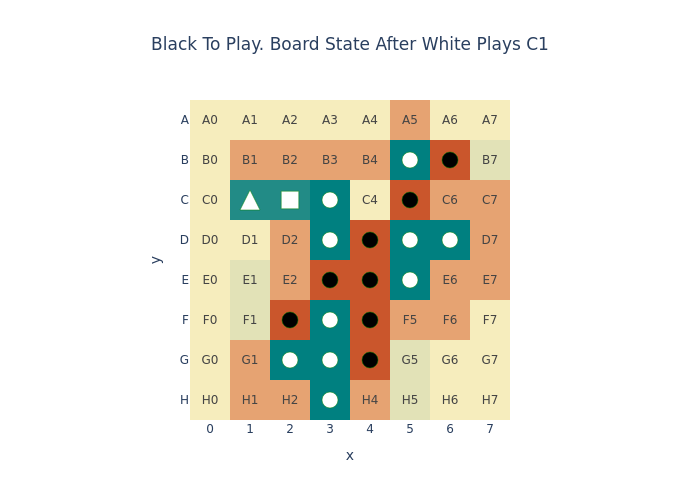 Black To Play. Board State After White Plays C1
A A0 A1 A2 A3 A4 A5 A6 A7
B B0 B1 B2 B3 B4 B7
C C0 C4 C6 C7
D D0 D1 D2 D7
E E0 E1 E2 E6 E7
F F0 F1 F5 F6 F7
G G0 G1 G5 G6 G7
H H0 H1 H2 H4 H5 H6 H7
0 1 2 3 4 5 6 7
x
y